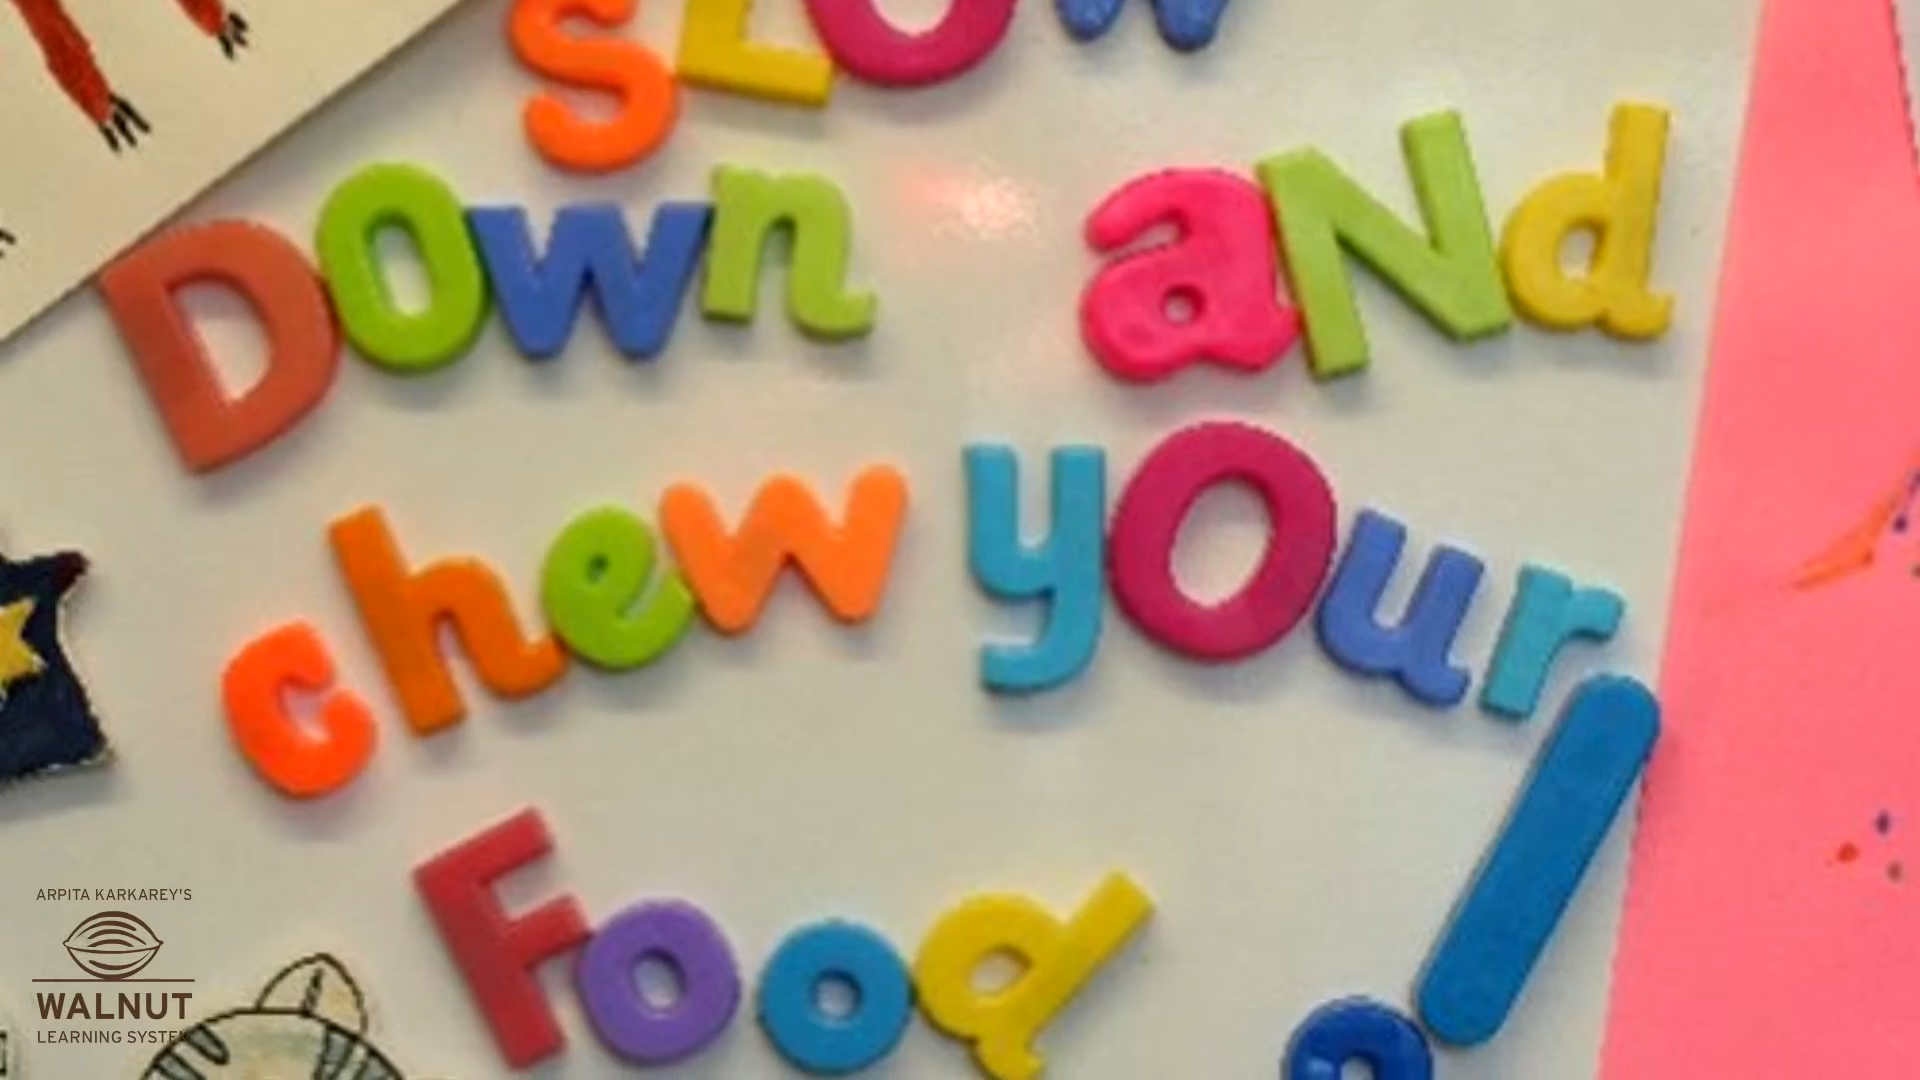 SLOw
DOwn aNd
chew yOur
Food!
ARPITA KARKAREY'S
WALNUT
LEARNING SYSTEM